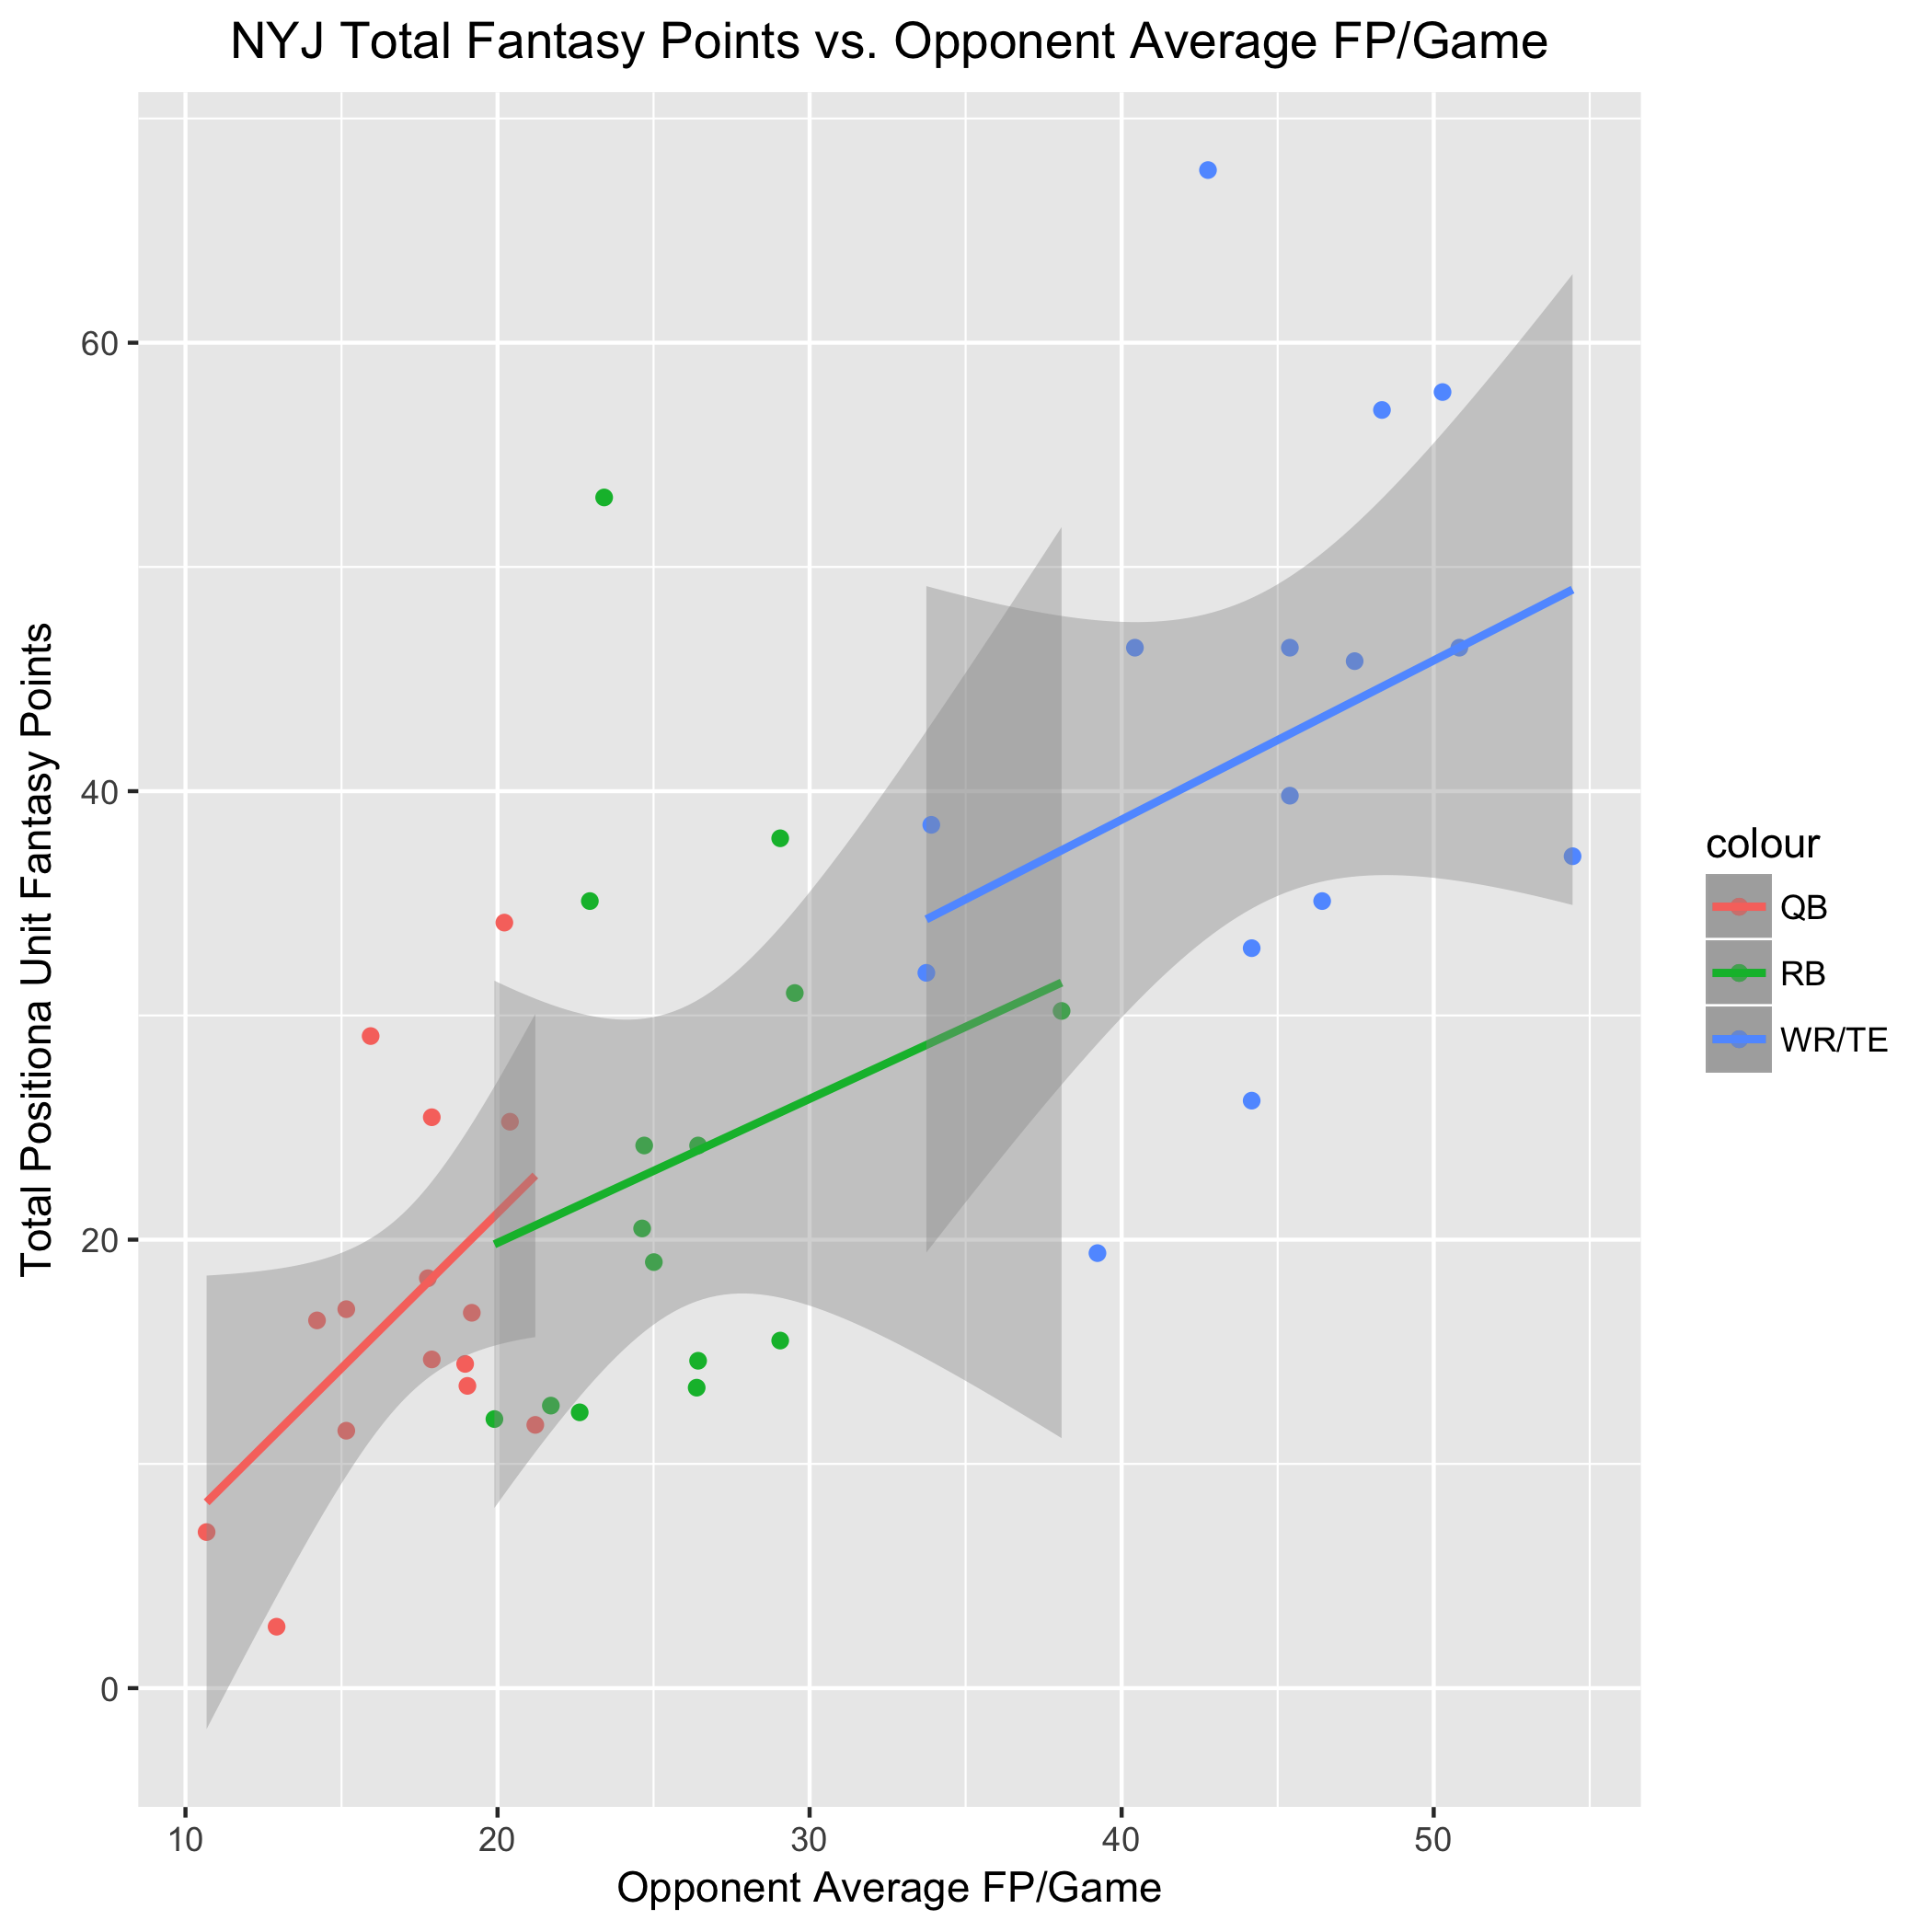 NYJ Total Fantasy Points vs. Opponent Average FP/Game
Total Positiona Unit Fantasy Points
60
40
20
0
10 20 30 40 50
Opponent Average FP/Game
colour
QB
RB
WR/TE